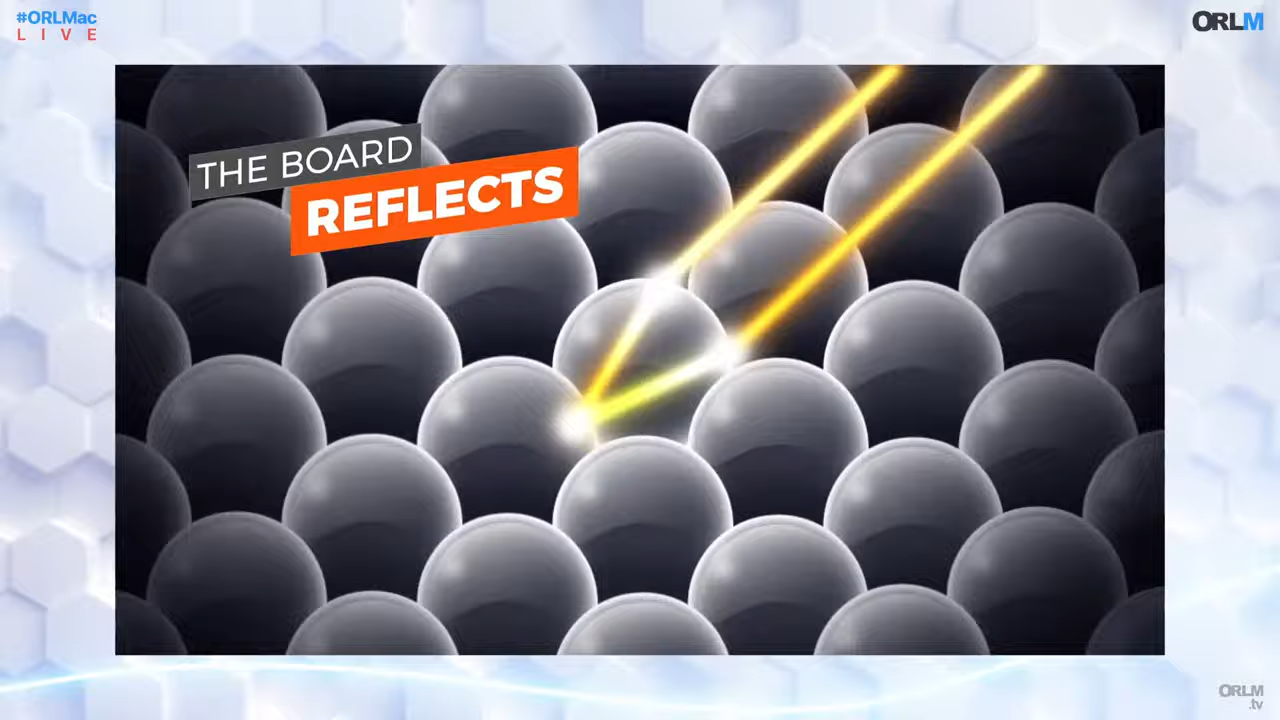 #ORLMac
LIVE
ORLM
THE BOARD
REFLECTS
ORLM
.tv